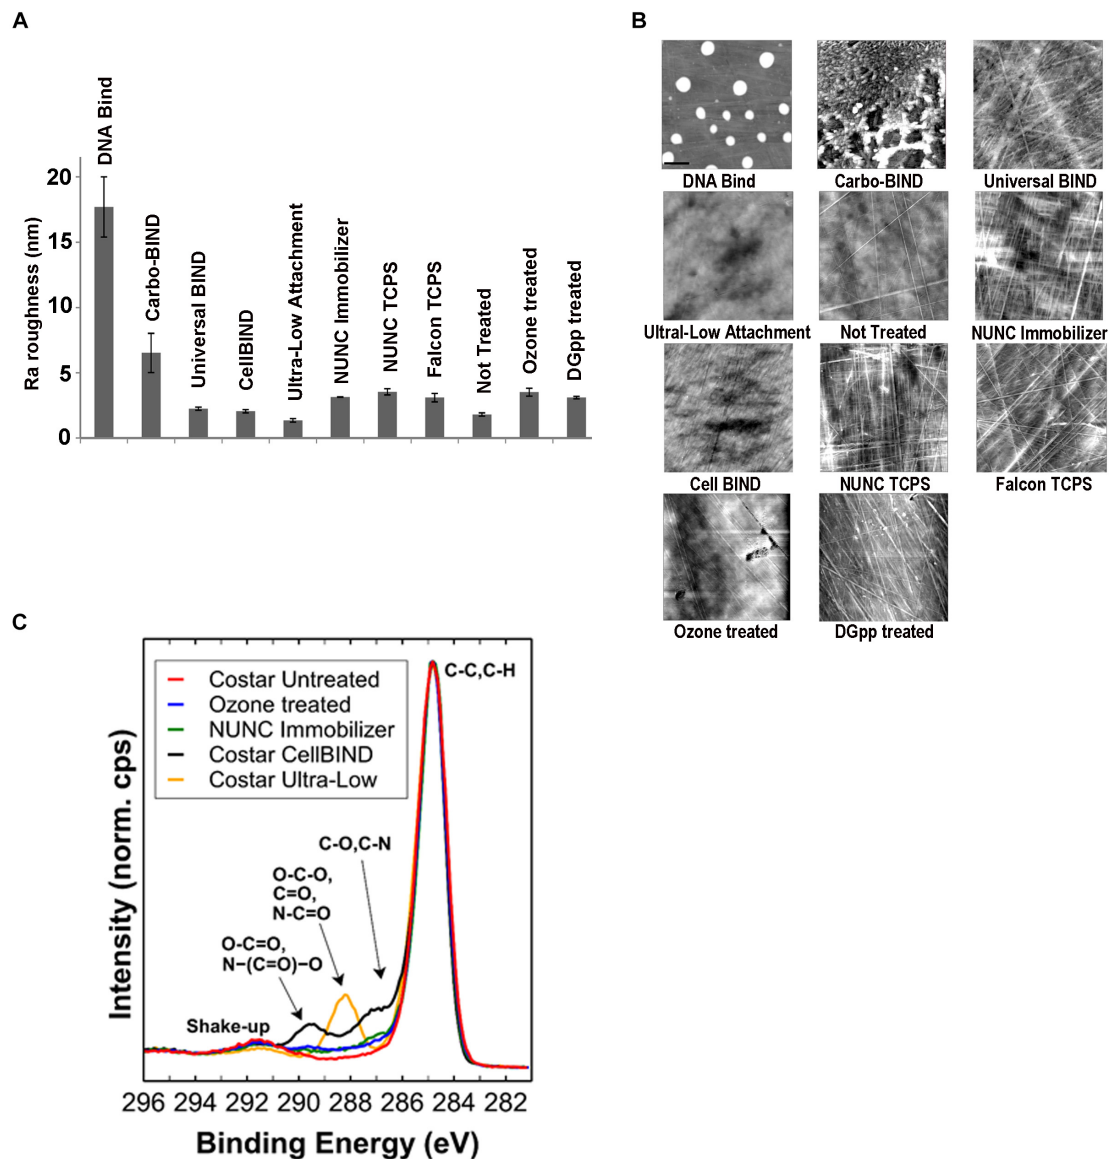 A
Ra roughness (nm)
20
15
10
5
0
DNA Bind
Carbo-BIND
Universal BIND
CellBIND
Ultra-Low Attachment
NUNC Immobilizer
NUNC TCPS
Falcon TCPS
Not Treated
Ozone treated
DGpp treated
B
DNA Bind
Carbo-BIND
Universal BIND
Ultral-Low Attachment
Not Treated
NUNC Immobilizer
Cell BIND
NUNC TCPS
Falcon TCPS
Ozone treated
DGpp treated
C
Intensity (norm. cps)
Costar Untreated
Ozone treated
NUNC Immobilizer
Costar CellBIND
Costar Ultra-Low
C-C,C-H
C-O,C-N
O-C-O,
C=O,
N-C=O
O-C=O,
N−(C=O)−O
Shake-up
296 294 292 290 288 286 284 282
Binding Energy (eV)